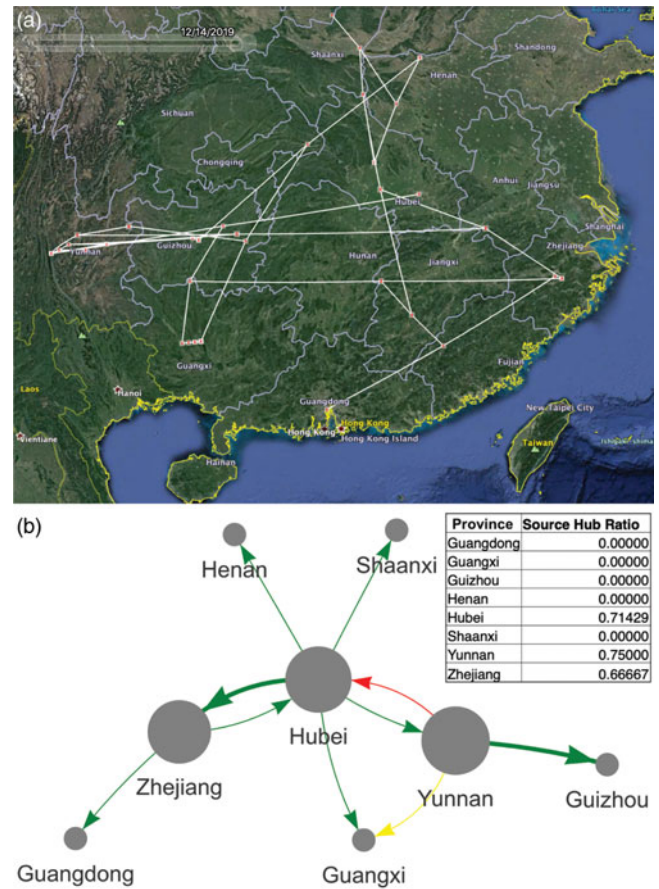 (a)
12/14/2019
Shaanxi
Shandong
Henan
Sichuan
Chongqing
Anhui
Jiangsu
Hubei
Shanghai
Zhejiang
Yunnan
Guizhou
Hunan
Jiangxi
Guangxi
Fujian
Laos
Hanoi
Guangdong
New Taipei City
Vientiane
Hong Kong
Hong Kong
Hong Kong Island
Taiwan
Hainan
(b)
Province Source Hub Ratio
Guangdong 0.00000
Guangxi 0.00000
Guizhou 0.00000
Henan 0.00000
Hubei 0.71429
Shaanxi 0.00000
Yunnan 0.75000
Zhejiang 0.66667
Henan
Shaanxi
Hubei
Zhejiang
Yunnan
Guizhou
Guangdong
Guangxi